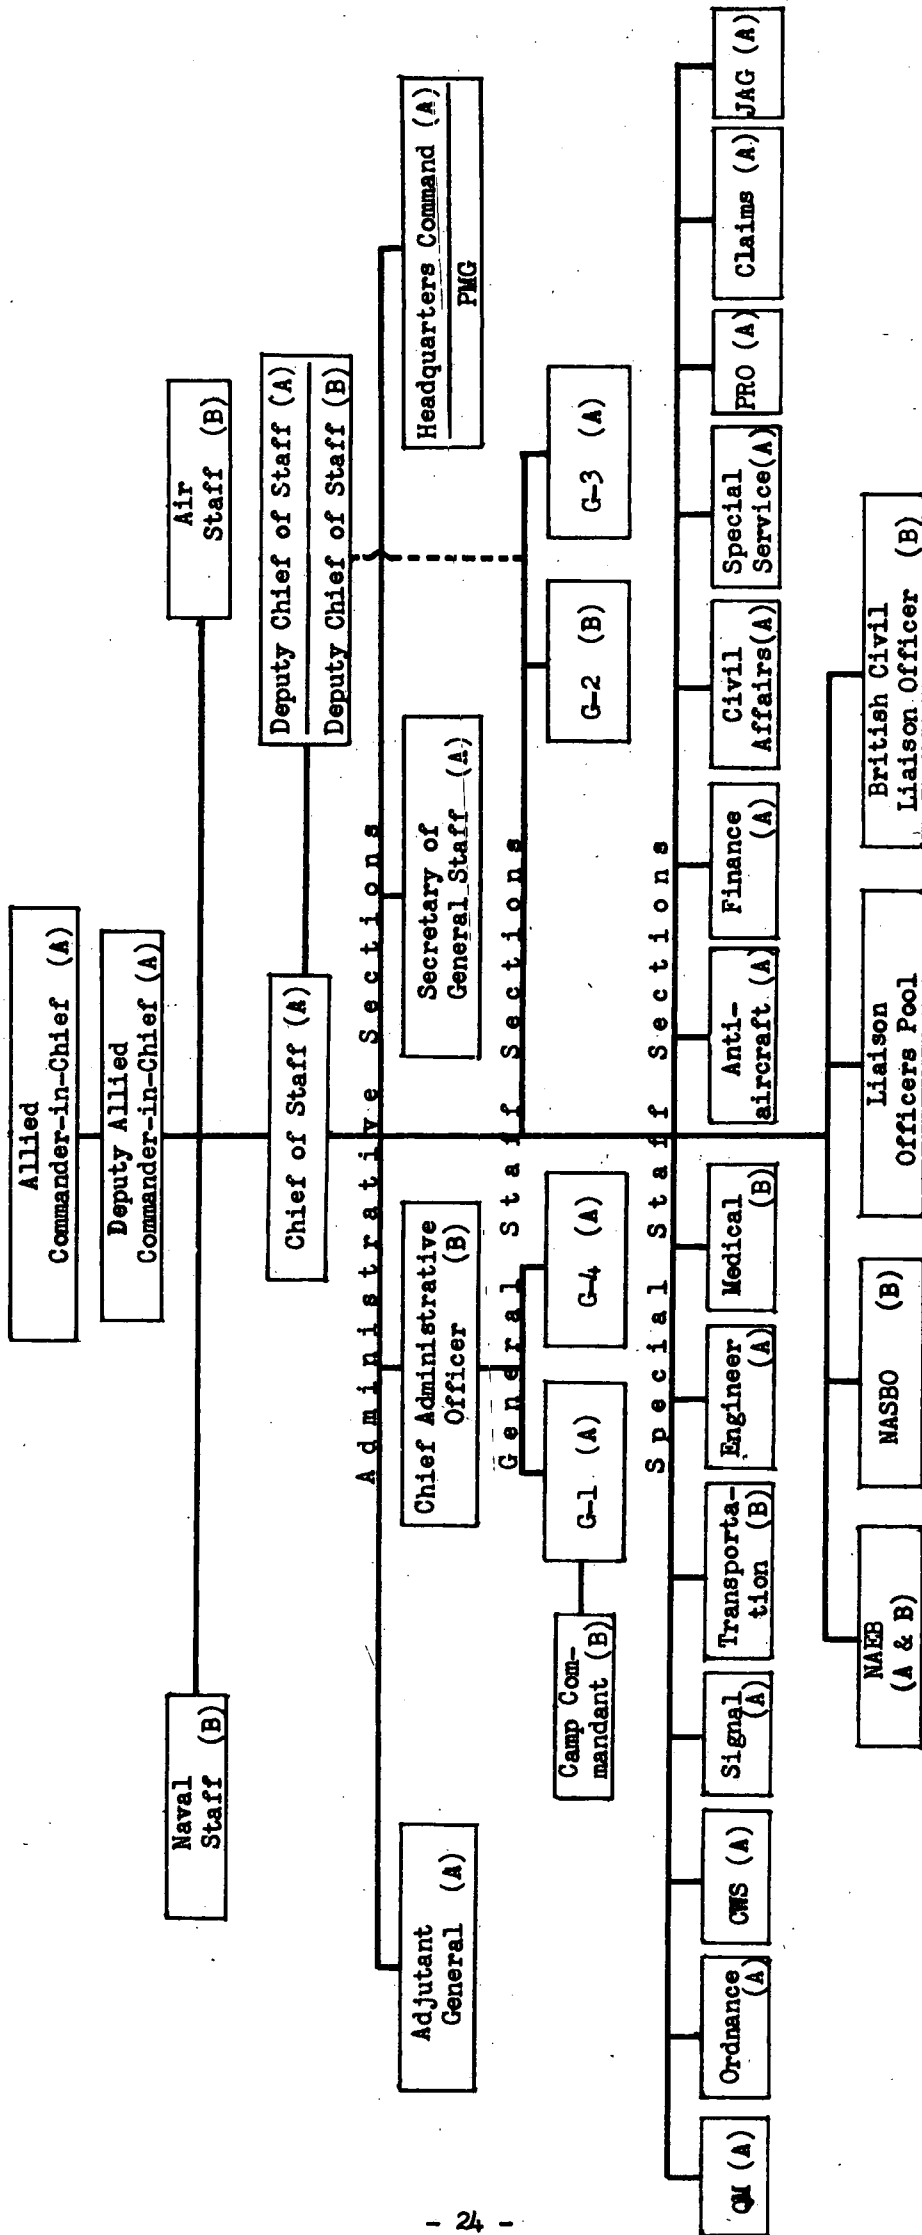 Allied
Commander-in-Chief (A)
Deputy Allied
Commander-in-Chief (A)
Naval
Staff (B)
Air
Staff (B)
Chief of Staff (A)
Deputy Chief of Staff (A)
Deputy Chief of Staff (B)
Administrative Sections
Adjutant
General (A)
Chief Administrative
Officer (B)
Secretary of
General Staff (A)
Headquarters Command (A)
PMG
General Staff Sections
Camp Com-
mandant (B)
G-1 (A)
G-4 (A)
G-2 (B)
G-3 (A)
Special Staff Sections
QM (A)
Ordnance
(A)
CWS (A)
Signal
(A)
Transporta-
tion (B)
Engineer
(A)
Medical
(B)
Anti-
aircraft (A)
Finance
(A)
Civil
Affairs(A)
Special
Service(A)
PRO (A)
Claims (A)
JAG (A)
NAEB
(A & B)
NASBO (B)
Liaison
Officers Pool
British Civil
Liaison Officer (B)
- 24 -